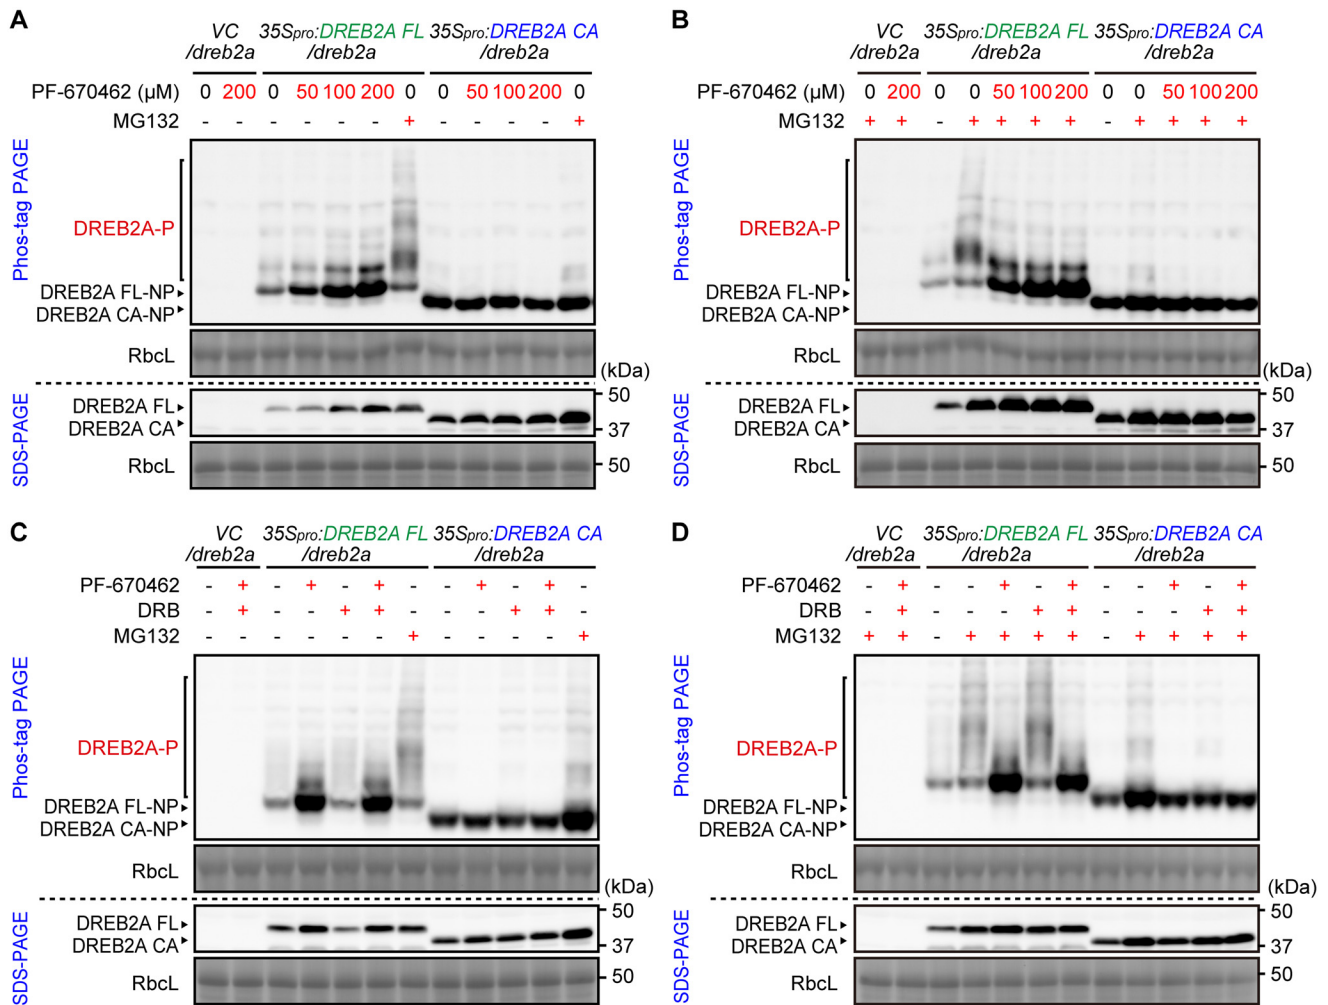 A
VC 35Spro:DREB2A FL 35Spro:DREB2A CA
/dreb2a /dreb2a /dreb2a
PF-670462 (μM) 0 200 0 50 100 200 0 0 50 100 200 0
MG132 - - - - - - + - - - - +
Phos-tag PAGE
DREB2A-P
DREB2A FL-NP
DREB2A CA-NP
RbcL
(kDa)
SDS-PAGE
DREB2A FL
DREB2A CA
50
37
RbcL
50
B
VC 35Spro:DREB2A FL 35Spro:DREB2A CA
/dreb2a /dreb2a /dreb2a
PF-670462 (μM) 0 200 0 0 50 100 200 0 0 50 100 200
MG132 + + - + + + + - + + + +
Phos-tag PAGE
DREB2A-P
DREB2A FL-NP
DREB2A CA-NP
RbcL
(kDa)
SDS-PAGE
DREB2A FL
DREB2A CA
50
37
RbcL
50
C
VC 35Spro:DREB2A FL 35Spro:DREB2A CA
/dreb2a /dreb2a /dreb2a
PF-670462 - + - + - + - - + - + -
DRB - + - - + + - - - + + -
MG132 - - - - - - + - - - - +
Phos-tag PAGE
DREB2A-P
DREB2A FL-NP
DREB2A CA-NP
RbcL
(kDa)
SDS-PAGE
DREB2A FL
DREB2A CA
50
37
RbcL
50
D
VC 35Spro:DREB2A FL 35Spro:DREB2A CA
/dreb2a /dreb2a /dreb2a
PF-670462 - + - - + - + - - + - +
DRB - + - - - + + - - - + +
MG132 + + - + + + + - + + + +
Phos-tag PAGE
DREB2A-P
DREB2A FL-NP
DREB2A CA-NP
RbcL
(kDa)
SDS-PAGE
DREB2A FL
DREB2A CA
50
37
RbcL
50